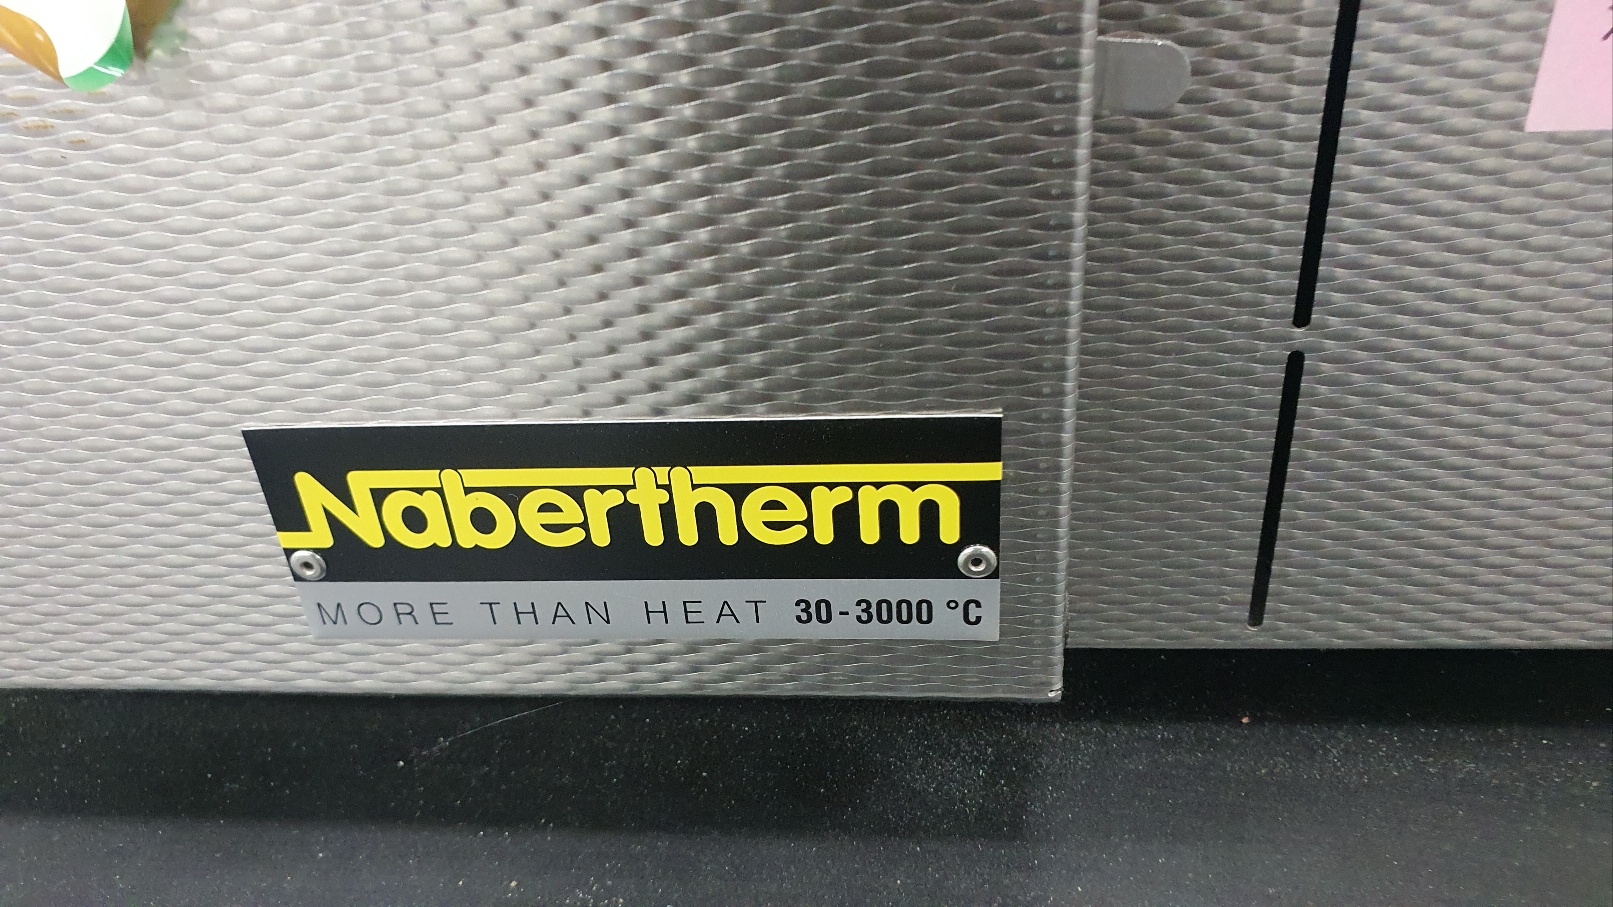 Nabertherm
MORE THAN HEAT 30-3000 °C